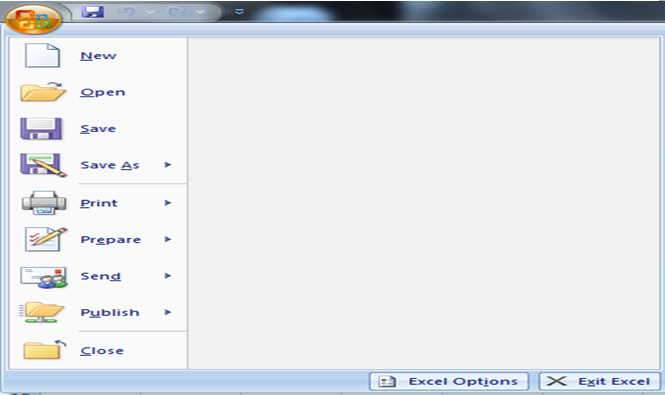 New
Open
Save
Save As
Print
Prepare
Send
Publish
Close
Excel Options
Exit Excel